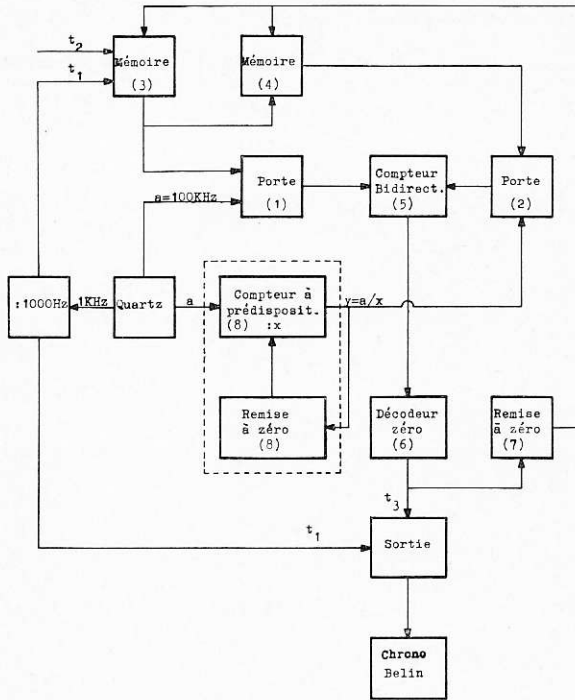 t2
Mémoire
(3)
t1
Mémoire
(4)
Porte
(1)
Compteur
Bidirect.
(5)
Porte
(2)
a=100KHz
:1000Hz
1KHz
Quartz
a
Compteur à
prédisposit.
(8) :x
y=a/x
Remise
à zéro
(8)
Décodeur
zéro
(6)
Remise
à zéro
(7)
t3
t1
Sortie
Chrono
Belin